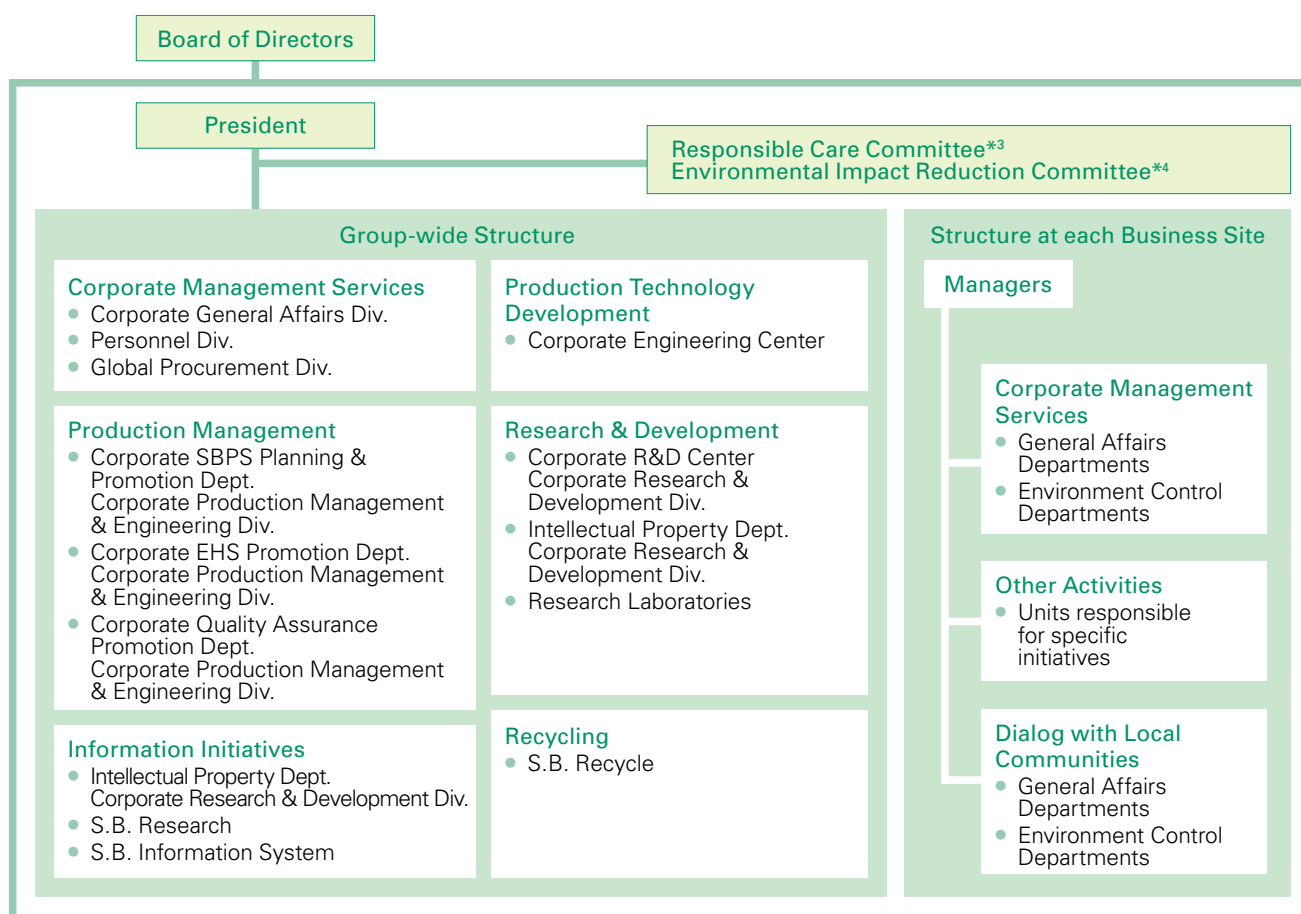 Board of Directors
President
Responsible Care Committee*3
Environmental Impact Reduction Committee*4
Group-wide Structure
Corporate Management Services
● Corporate General Affairs Div.
● Personnel Div.
● Global Procurement Div.
Production Technology
Development
● Corporate Engineering Center
Production Management
● Corporate SBPS Planning &
Promotion Dept.
Corporate Production Management
& Engineering Div.
● Corporate EHS Promotion Dept.
Corporate Production Management
& Engineering Div.
● Corporate Quality Assurance
Promotion Dept.
Corporate Production Management
& Engineering Div.
Research & Development
● Corporate R&D Center
Corporate Research &
Development Div.
● Intellectual Property Dept.
Corporate Research &
Development Div.
● Research Laboratories
Information Initiatives
● Intellectual Property Dept.
Corporate Research & Development Div.
● S.B. Research
● S.B. Information System
Recycling
● S.B. Recycle
Structure at each Business Site
Managers
Corporate Management
Services
● General Affairs
Departments
● Environment Control
Departments
Other Activities
● Units responsible
for specific
initiatives
Dialog with Local
Communities
● General Affairs
Departments
● Environment Control
Departments